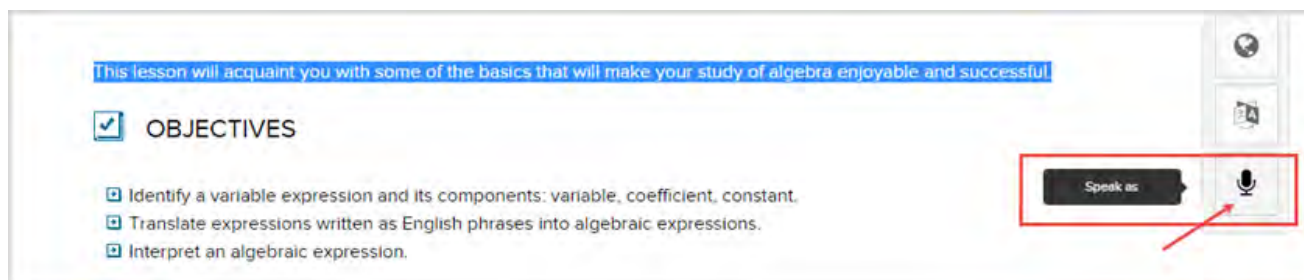 This lesson will acquaint you with some of the basics that will make your study of algebra enjoyable and successful.
OBJECTIVES
Identify a variable expression and its components: variable, coefficient, constant.
Translate expressions written as English phrases into algebraic expressions.
Interpret an algebraic expression.
A
Speak as